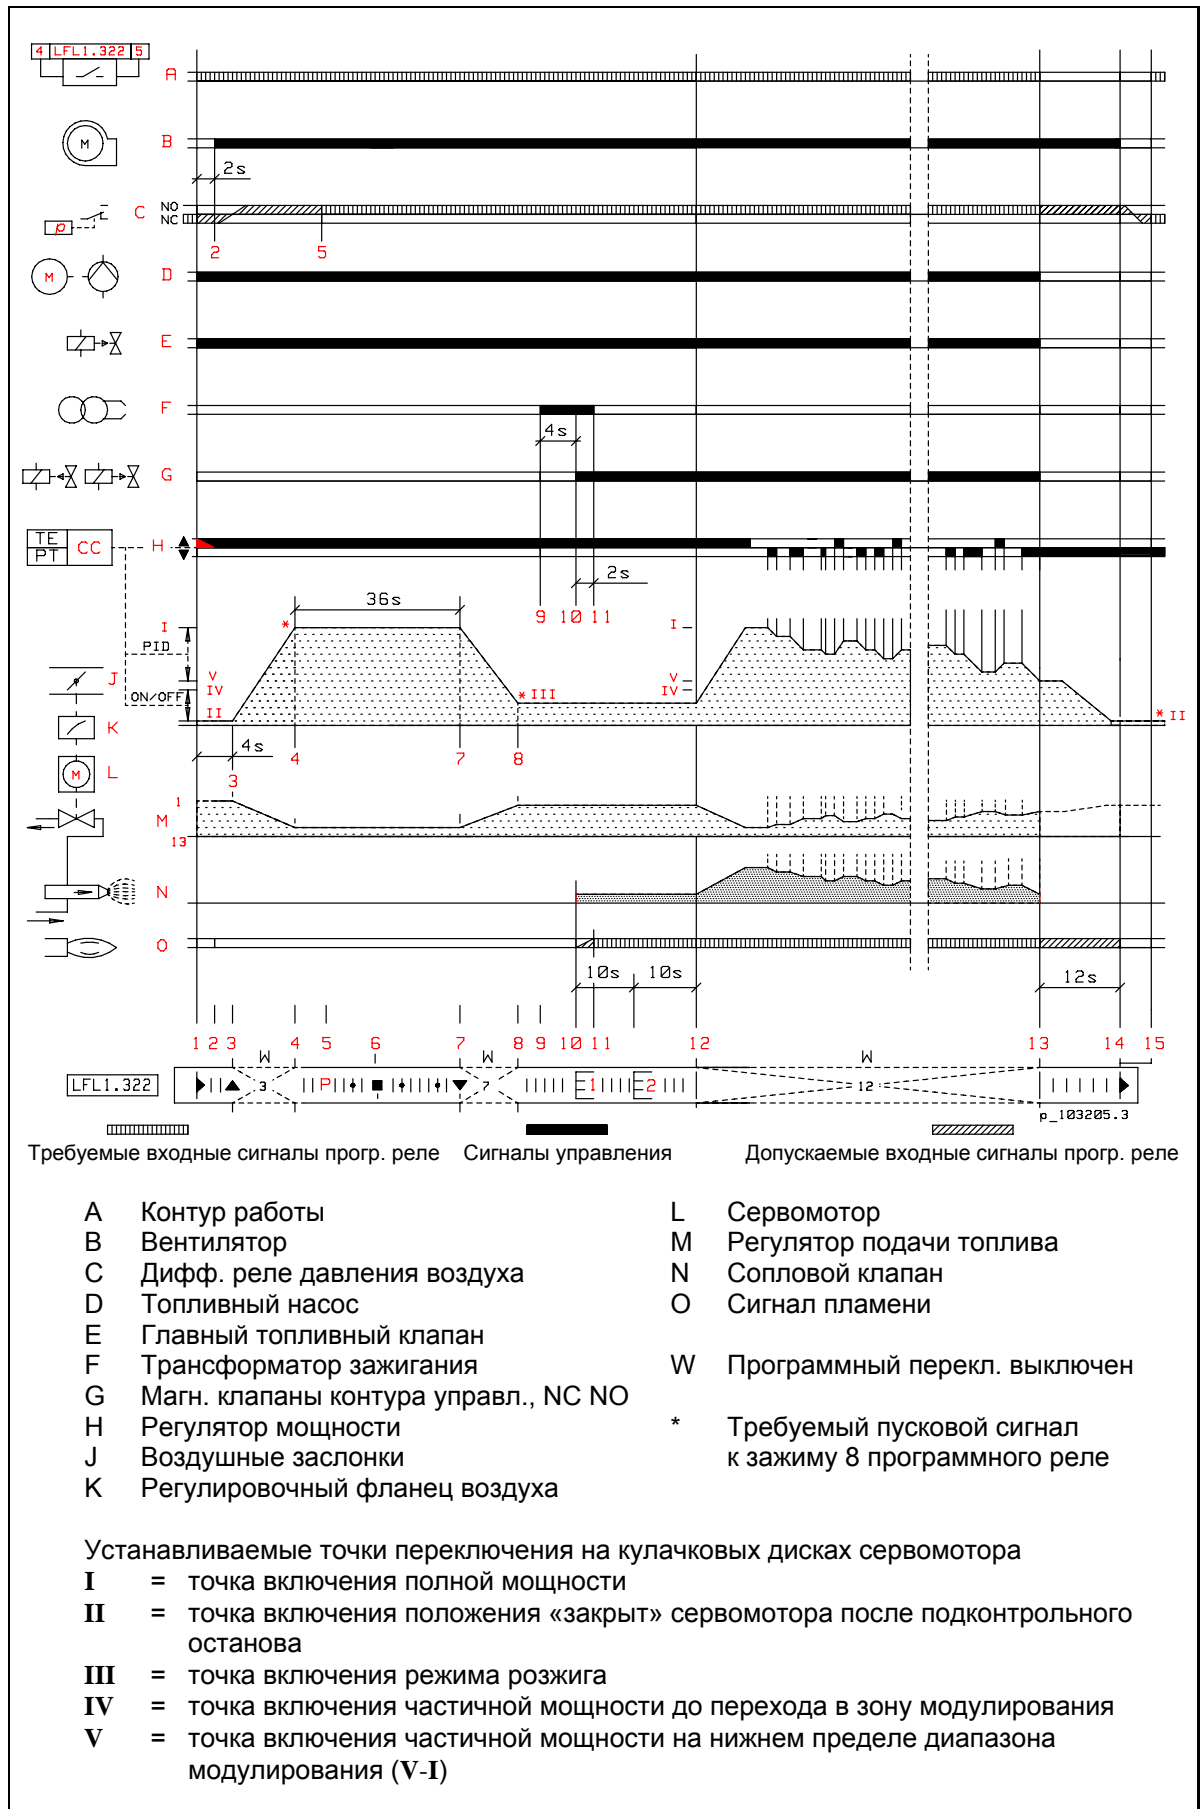 4 LFL1.322 5
A
M
B
2s
NO
NC
C
p
2 5
M
D
E
F
4s
G
TE
PT
CC
H
2s
9 10 11
36s
I
*
PID
V
IV
ON/OFF
II
I
V
IV
* III
* II
J
K
4s
3 4 7 8
M
L
1
M
13
N
O
10s 10s 12s
1 2 3 4 5 6 7 8 9 10 11 12 13 14 15
W W W
LFL1.322
3 P 7 1 2 12
p_103205.3
Требуемые входные сигналы прогр. реле Сигналы управления Допускаемые входные сигналы прогр. реле
A Контур работы
B Вентилятор
C Дифф. реле давления воздуха
D Топливный насос
E Главный топливный клапан
F Трансформатор зажигания
G Магн. клапаны контура управл., NC NO
H Регулятор мощности
J Воздушные заслонки
K Регулировочный фланец воздуха
L Сервомотор
M Регулятор подачи топлива
N Сопловой клапан
O Сигнал пламени
W Программный перекл. выключен
* Требуемый пусковой сигнал
к зажиму 8 программного реле
Устанавливаемые точки переключения на кулачковых дисках сервомотора
I = точка включения полной мощности
II = точка включения положения «закрыт» сервомотора после подконтрольного
останова
III = точка включения режима розжига
IV = точка включения частичной мощности до перехода в зону модулирования
V = точка включения частичной мощности на нижнем пределе диапазона
модулирования (V-I)